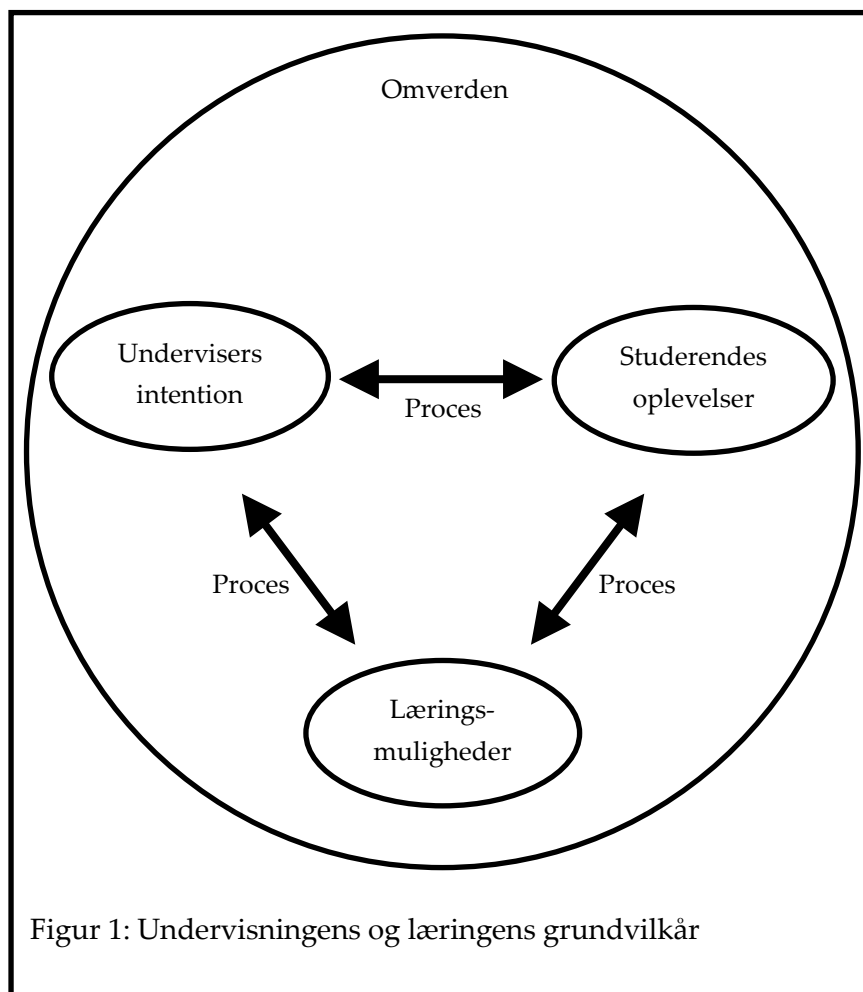 Omverden
Undervisers
intention
Studerendes
oplevelser
Proces
Proces
Proces
Lærings-
muligheder
Figur 1: Undervisningens og læringens grundvilkår